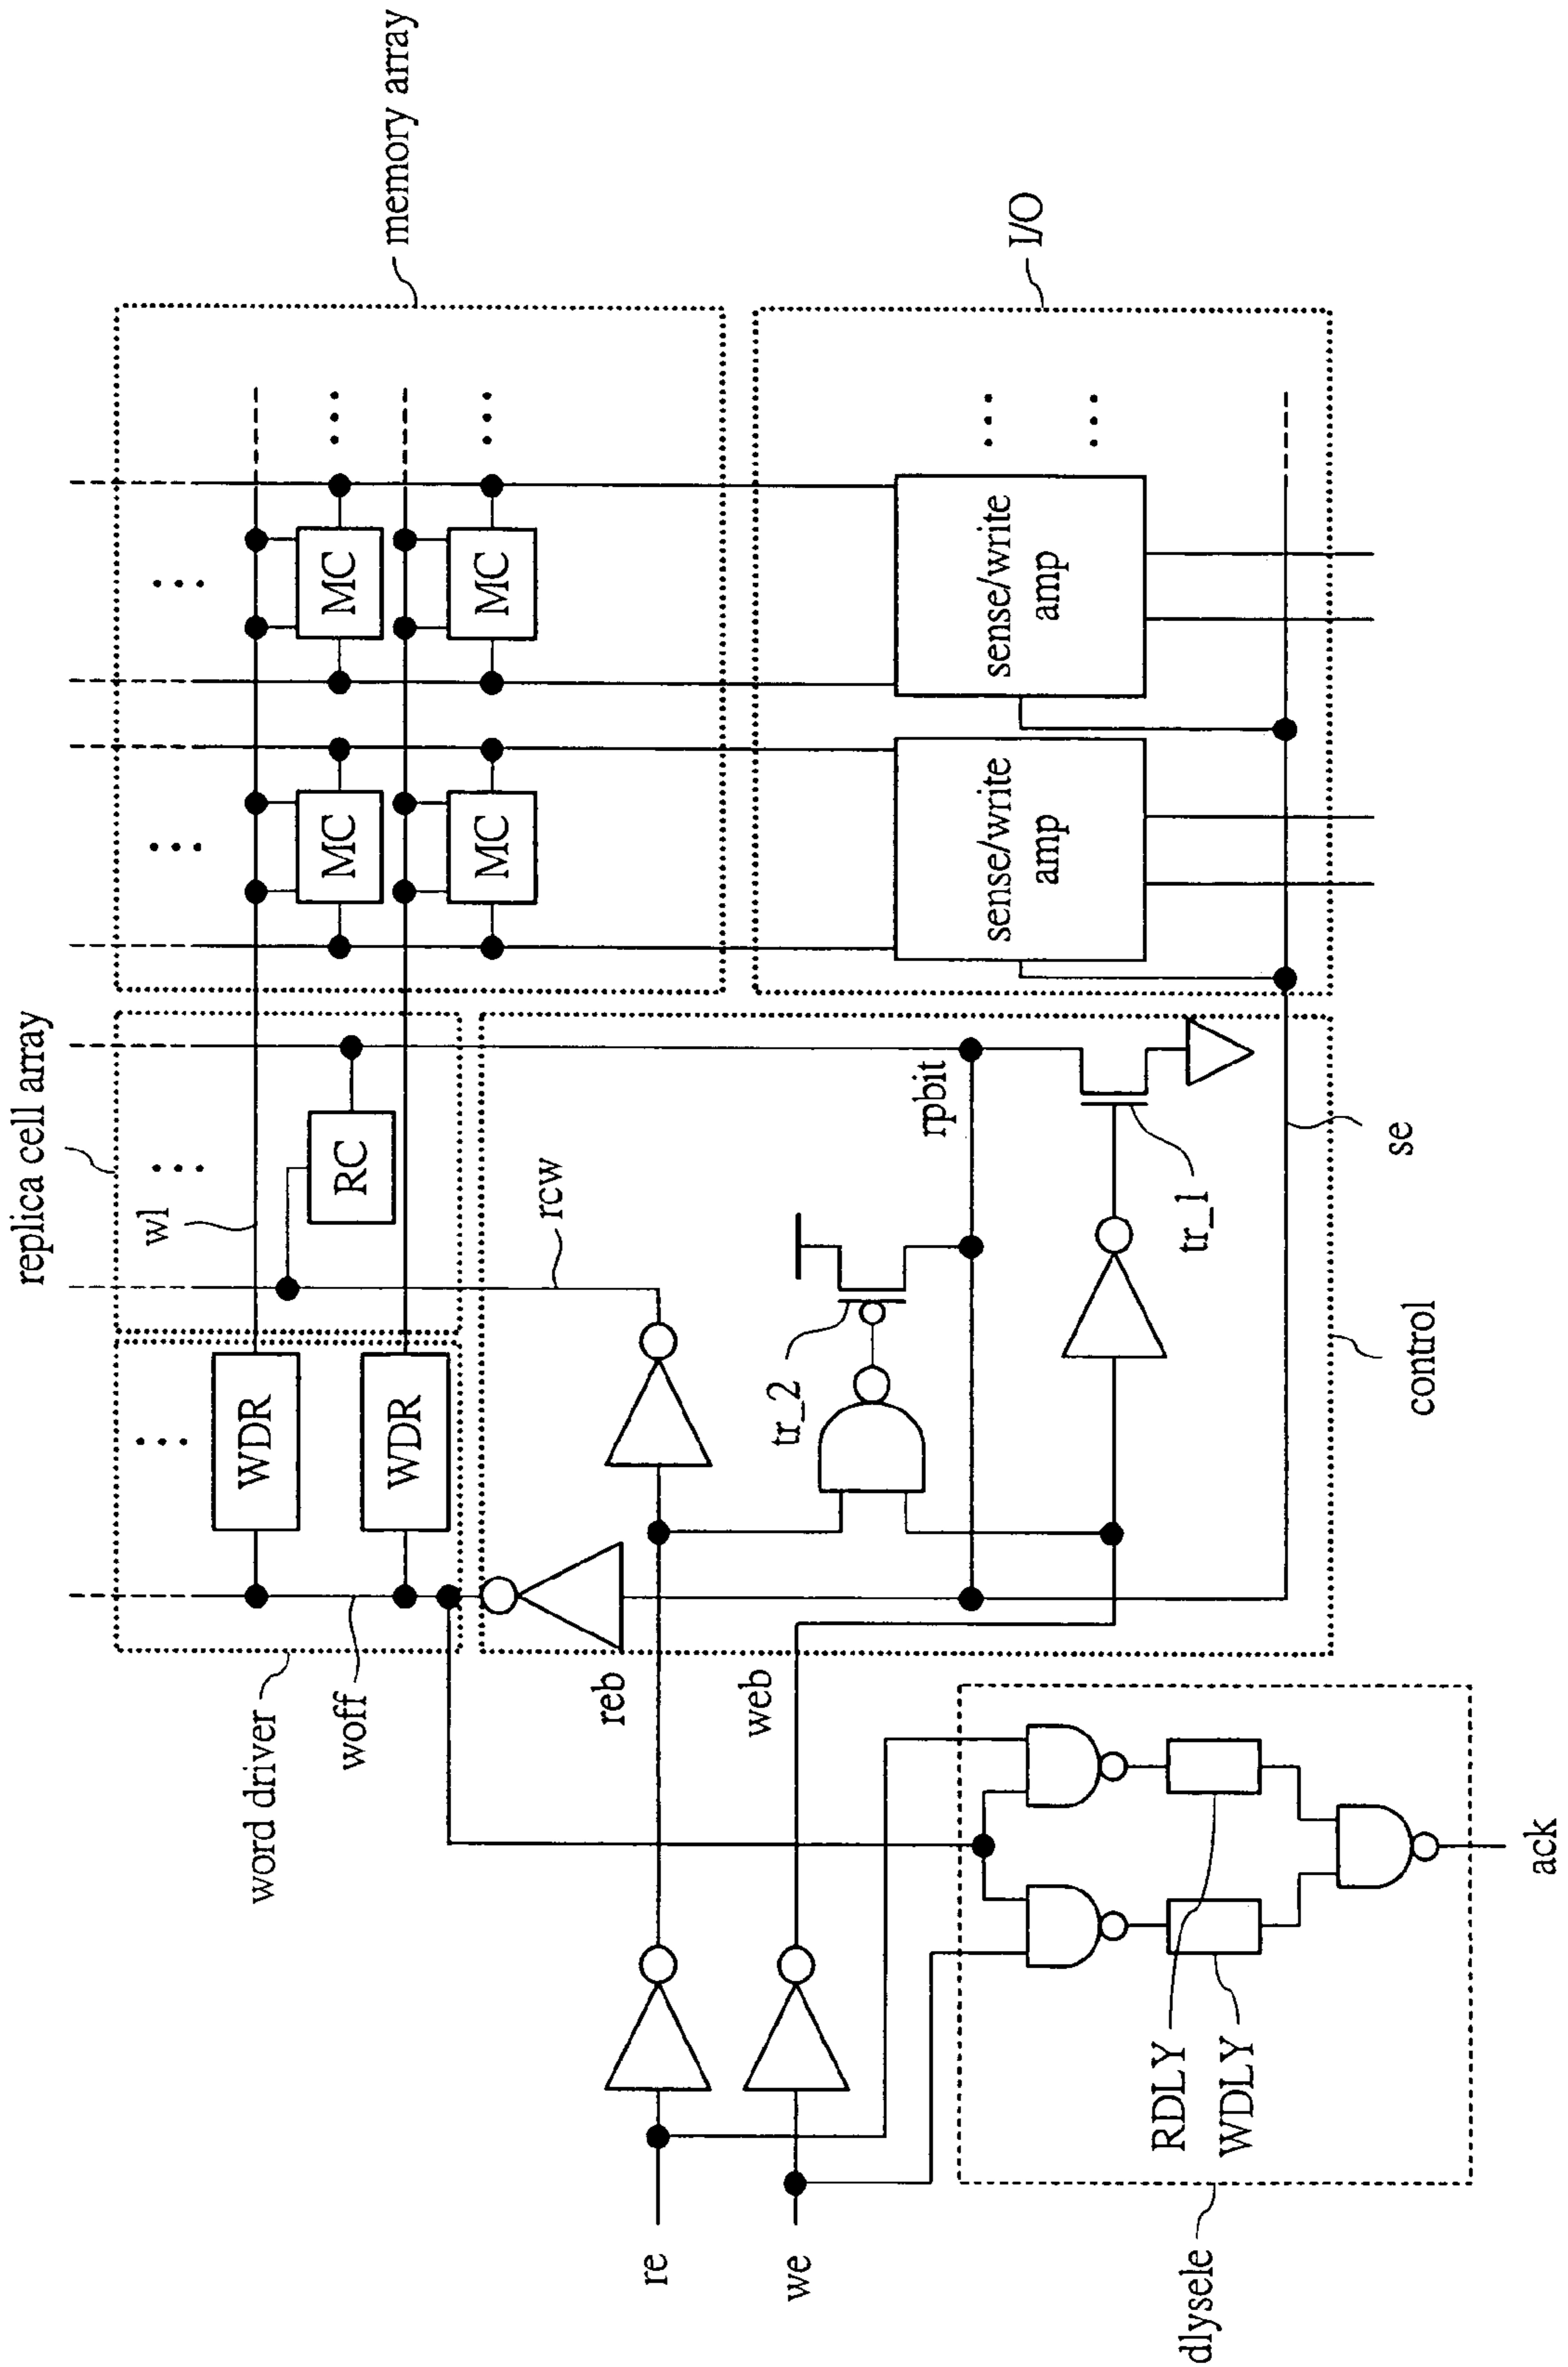 replica cell array
word driver
woff
wl
WDR
WDR
RC
rcw
MC
MC
MC
MC
memory array
reb
web
re
we
tr_2
rpbit
tr_1
sense/write
amp
sense/write
amp
I/O
se
control
RDLY
WDLY
dlysele
ack